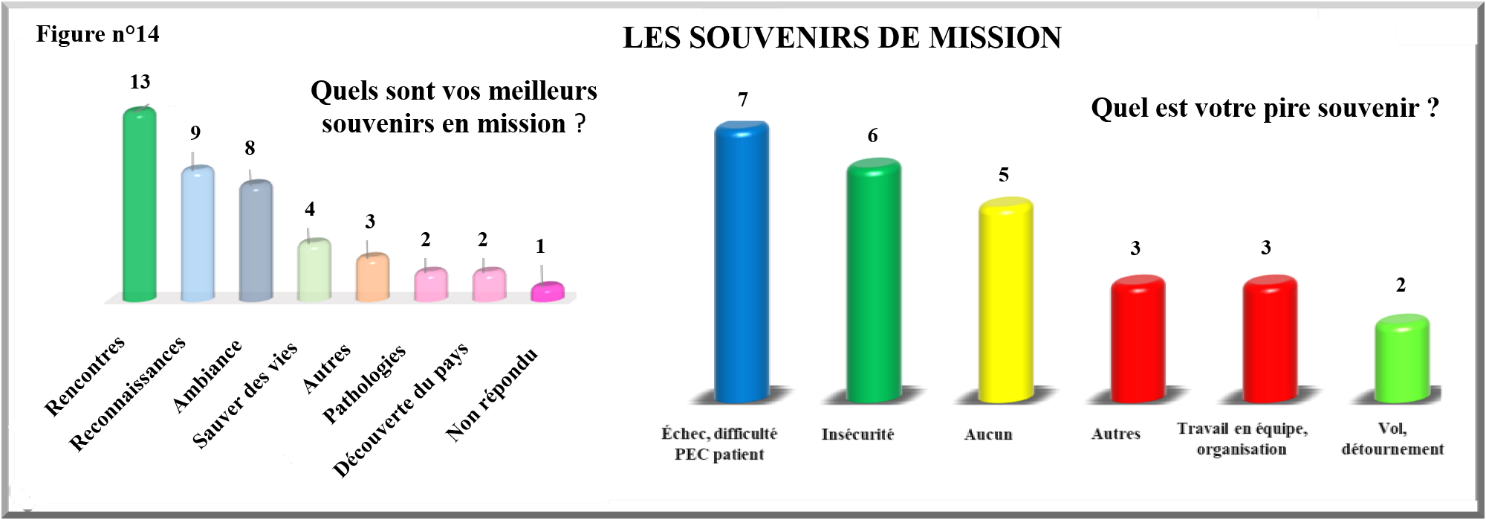 Figure n°14
LES SOUVENIRS DE MISSION
Quels sont vos meilleurs
souvenirs en mission ?
13
9
8
4
3
2
2
1
Rencontres
Reconnaissances
Ambiance
Sauver des vies
Autres
Pathologies
Découverte du pays
Non répondu
Quel est votre pire souvenir ?
7
6
5
3
3
2
Échec, difficulté
PEC patient
Insécurité
Aucun
Autres
Travail en équipe,
organisation
Vol,
détournement